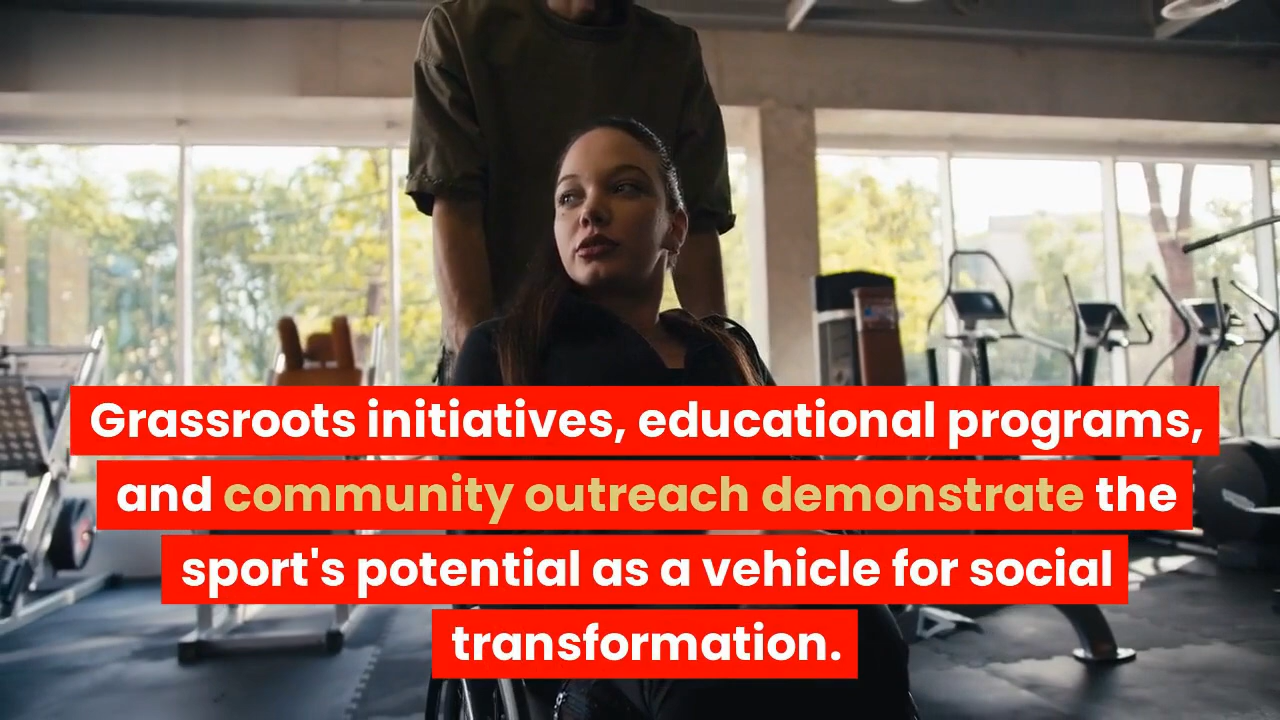 Grassroots initiatives, educational programs,
and community outreach demonstrate the
sport's potential as a vehicle for social
transformation.